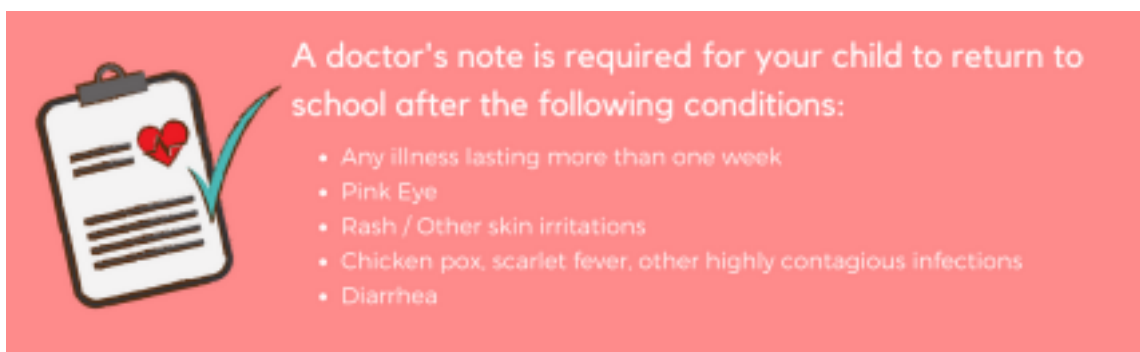 A doctor's note is required for your child to return to
school after the following conditions:
• Any illness lasting more than one week
• Pink Eye
• Rash / Other skin irritations
• Chicken pox, scarlet fever, other highly contagious infections
• Diarrhea